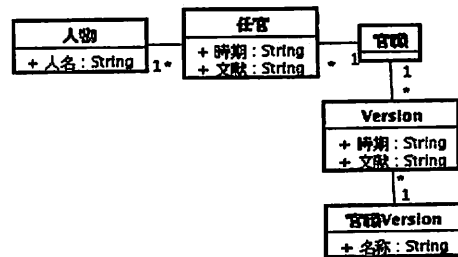 人物
+ 人名 : String
1 *
任官
+ 時期 : String
+ 文献 : String
* 1
官職
1
*
Version
+ 時期 : String
+ 文献 : String
*
1
官職Version
+ 名称 : String